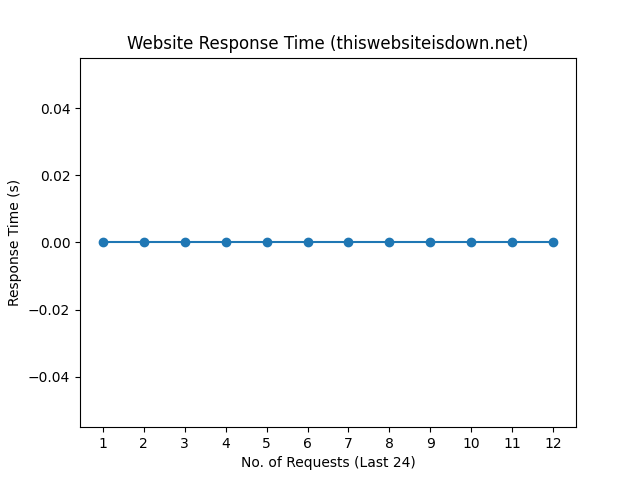 Website Response Time (thiswebsiteisdown.net)
0.04
0.02
0.00
−0.02
−0.04
Response Time (s)
1 2 3 4 5 6 7 8 9 10 11 12
No. of Requests (Last 24)